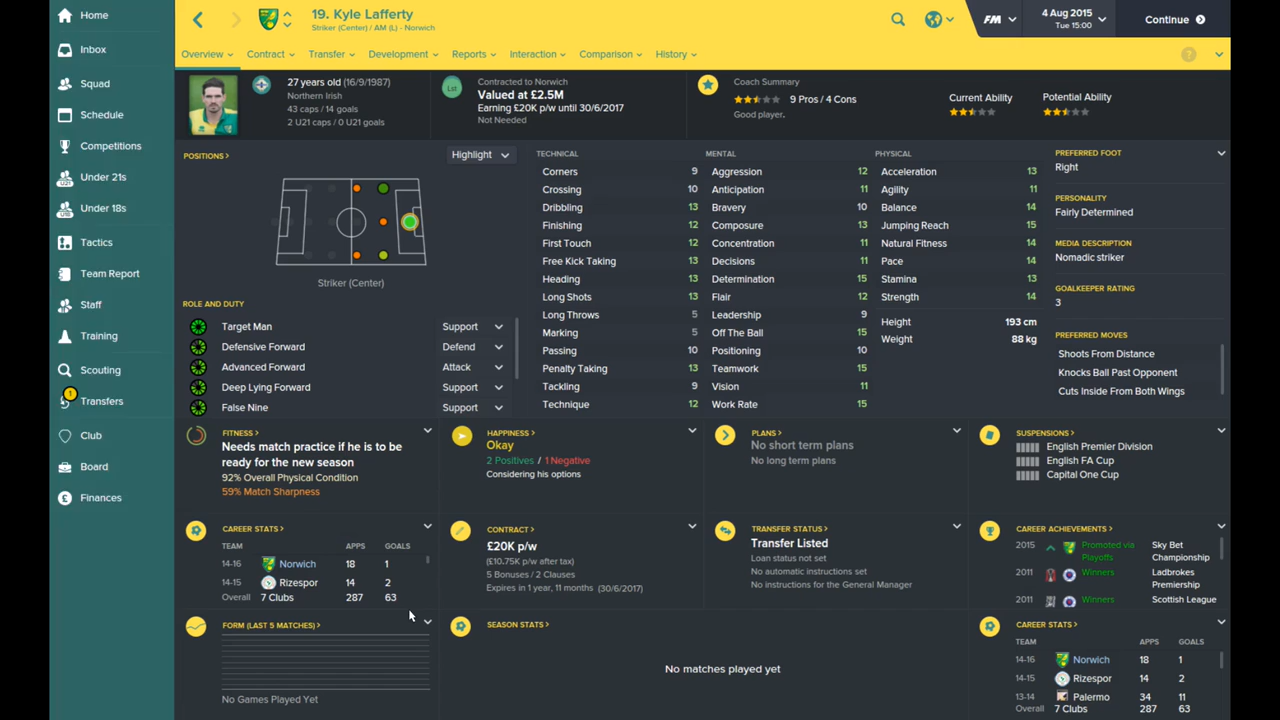 Home
Inbox
Squad
Schedule
Competitions
Under 21s
Under 18s
Tactics
Team Report
Staff
Training
Scouting
1
Transfers
Club
Board
Finances
19. Kyle Lafferty
Striker (Center) / AM (L) - Norwich
FM
4 Aug 2015
Tue 15:00
Continue
Overview
Contract
Transfer
Development
Reports
Interaction
Comparison
History
?
27 years old (16/9/1987)
Northern Irish
43 caps / 14 goals
2 U21 caps / 0 U21 goals
Lst
Contracted to Norwich
Valued at £2.5M
Earning £20K p/w until 30/6/2017
Not Needed
Coach Summary
9 Pros / 4 Cons
Good player.
Current Ability
Potential Ability
POSITIONS >
Highlight
Striker (Center)
ROLE AND DUTY
Target Man Support
Defensive Forward Defend
Advanced Forward Attack
Deep Lying Forward Support
False Nine Support
TECHNICAL
Corners 9
Crossing 10
Dribbling 13
Finishing 12
First Touch 12
Free Kick Taking 13
Heading 13
Long Shots 13
Long Throws 5
Marking 5
Passing 10
Penalty Taking 13
Tackling 9
Technique 12
MENTAL
Aggression 12
Anticipation 11
Bravery 10
Composure 13
Concentration 11
Decisions 11
Determination 15
Flair 12
Leadership 9
Off The Ball 15
Positioning 10
Teamwork 15
Vision 11
Work Rate 15
PHYSICAL
Acceleration 13
Agility 11
Balance 14
Jumping Reach 15
Natural Fitness 14
Pace 14
Stamina 13
Strength 14
Height 193 cm
Weight 88 kg
PREFERRED FOOT
Right
PERSONALITY
Fairly Determined
MEDIA DESCRIPTION
Nomadic striker
GOALKEEPER RATING
3
PREFERRED MOVES
Shoots From Distance
Knocks Ball Past Opponent
Cuts Inside From Both Wings
FITNESS >
Needs match practice if he is to be
ready for the new season
92% Overall Physical Condition
59% Match Sharpness
HAPPINESS >
Okay
2 Positives / 1 Negative
Considering his options
PLANS >
No short term plans
No long term plans
SUSPENSIONS >
English Premier Division
English FA Cup
Capital One Cup
CAREER STATS >
TEAM APPS GOALS
14-16 Norwich 18 1
14-15 Rizespor 14 2
Overall 7 Clubs 287 63
CONTRACT >
£20K p/w
(£10.75K p/w after tax)
5 Bonuses / 2 Clauses
Expires in 1 year, 11 months (30/6/2017)
TRANSFER STATUS >
Transfer Listed
Loan status not set
No automatic instructions set
No instructions for the General Manager
CAREER ACHIEVEMENTS >
2015 Promoted via Playoffs Sky Bet Championship
2011 Winners Ladbrokes Premiership
2011 Winners Scottish League
FORM (LAST 5 MATCHES) >
No Games Played Yet
SEASON STATS >
No matches played yet
CAREER STATS >
TEAM APPS GOALS
14-16 Norwich 18 1
14-15 Rizespor 14 2
13-14 Palermo 34 11
Overall 7 Clubs 287 63